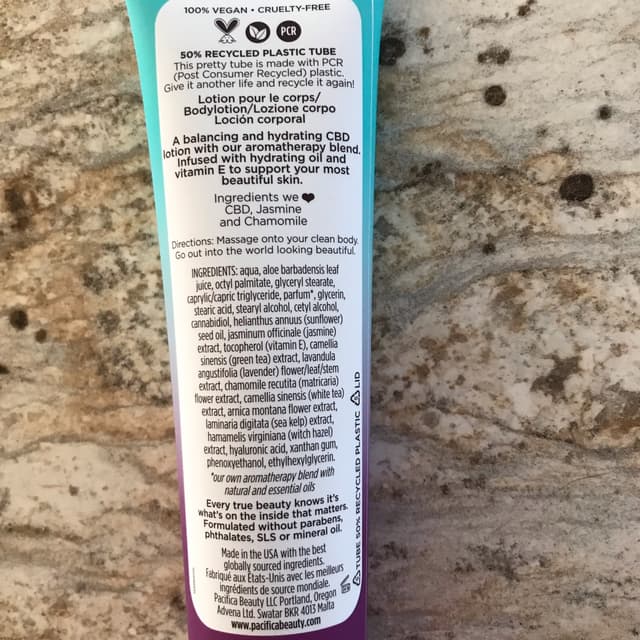 100% VEGAN • CRUELTY-FREE
PCR
50% RECYCLED PLASTIC TUBE
This pretty tube is made with PCR
(Post Consumer Recycled) plastic.
Give it another life and recycle it again!
Lotion pour le corps/
Bodylotion/Lozione corpo
Loción corporal
A balancing and hydrating CBD
lotion with our aromatherapy blend.
Infused with hydrating oil and
vitamin E to support your most
beautiful skin.
Ingredients we ❤
CBD, Jasmine
and Chamomile
Directions: Massage onto your clean body.
Go out into the world looking beautiful.
INGREDIENTS: aqua, aloe barbadensis leaf
juice, octyl palmitate, glyceryl stearate,
caprylic/capric triglyceride, parfum*, glycerin,
stearic acid, stearyl alcohol, cetyl alcohol,
cannabidiol, helianthus annuus (sunflower)
seed oil, jasminum officinale (jasmine)
extract, tocopherol (vitamin E), camellia
sinensis (green tea) extract, lavandula
angustifolia (lavender) flower/leaf/stem
extract, chamomile recutita (matricaria)
flower extract, camellia sinensis (white tea)
extract, arnica montana flower extract,
laminaria digitata (sea kelp) extract,
hamamelis virginiana (witch hazel)
extract, hyaluronic acid, xanthan gum,
phenoxyethanol, ethylhexylglycerin.
*our own aromatherapy blend with
natural and essential oils
Every true beauty knows it's
what's on the inside that matters.
Formulated without parabens,
phthalates, SLS or mineral oil.
Made in the USA with the best
globally sourced ingredients.
Fabriqué aux États-Unis avec les meilleurs
ingrédients de source mondiale.
Pacifica Beauty LLC Portland, Oregon
Advena Ltd. Swatar BKR 4013 Malta
www.pacificabeauty.com
TUBE 50% RECYCLED PLASTIC LID